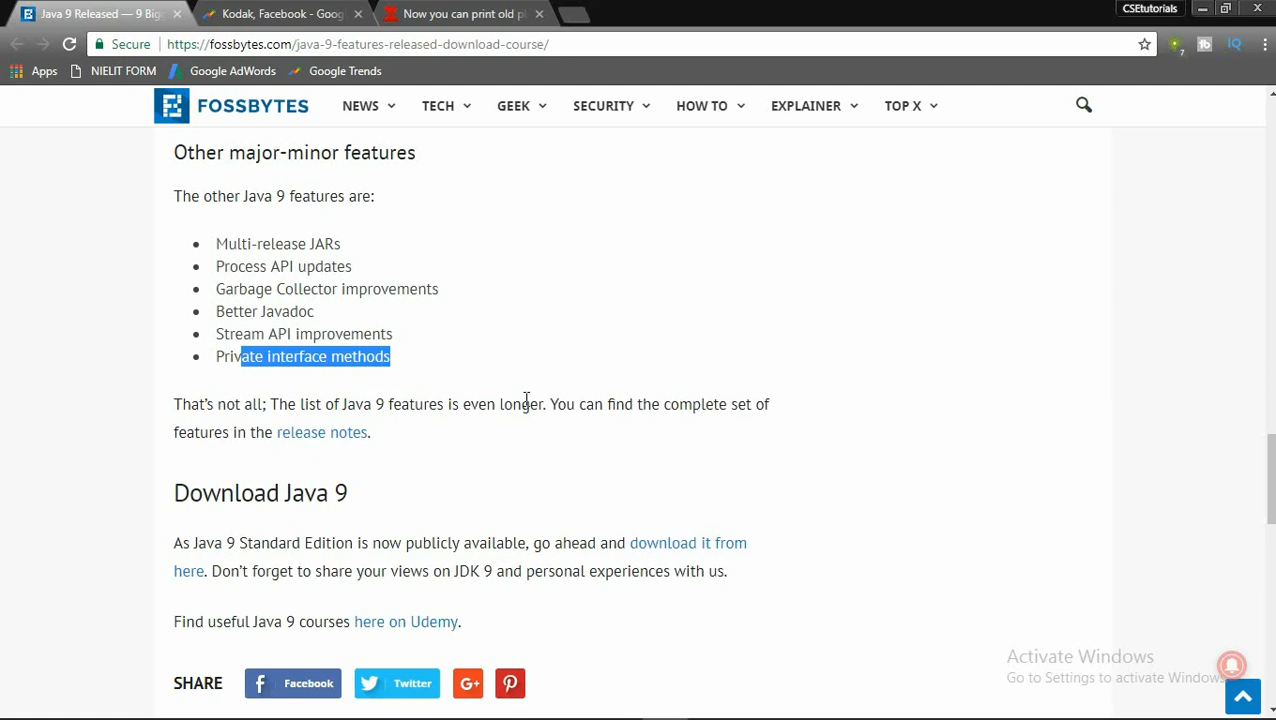 Java 9 Released — 9 Big
Kodak, Facebook - Goog
Now you can print old p
CSEtutorials
Secure
https://fossbytes.com/java-9-features-released-download-course/
7
tb
IQ
Apps
NIELIT FORM
Google AdWords
Google Trends
FOSSBYTES
NEWS
TECH
GEEK
SECURITY
HOW TO
EXPLAINER
TOP X
Other major-minor features
The other Java 9 features are:
• Multi-release JARs
• Process API updates
• Garbage Collector improvements
• Better Javadoc
• Stream API improvements
• Private interface methods
That’s not all; The list of Java 9 features is even longer. You can find the complete set of
features in the release notes.
Download Java 9
As Java 9 Standard Edition is now publicly available, go ahead and download it from
here. Don’t forget to share your views on JDK 9 and personal experiences with us.
Find useful Java 9 courses here on Udemy.
SHARE
f Facebook
Twitter
G+
Activate Windows
Go to Settings to activate Windows.